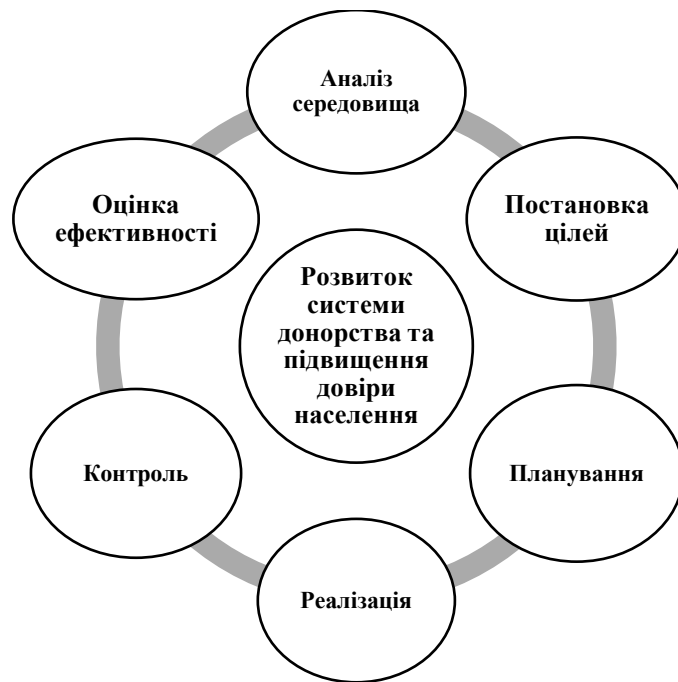 Аналіз
середовища
Постановка
цілей
Планування
Реалізація
Контроль
Оцінка
ефективності
Розвиток
системи
донорства та
підвищення
довіри
населення